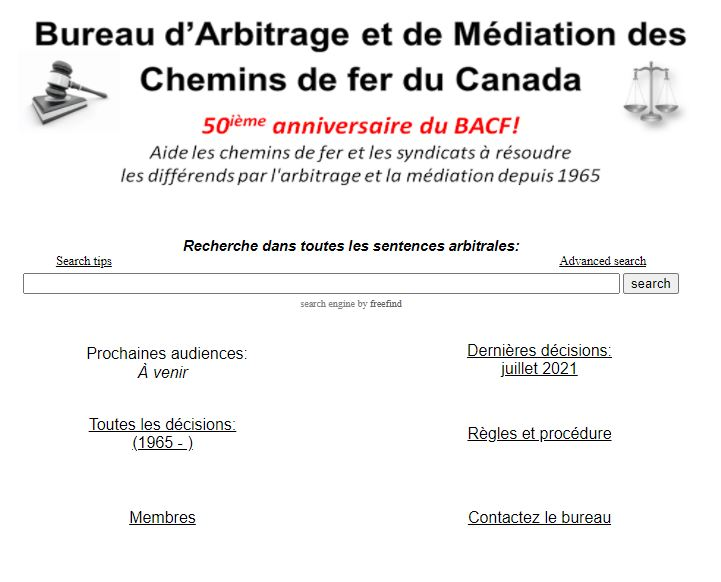 Bureau d'Arbitrage et de Médiation des
Chemins de fer du Canada
50ième anniversaire du BACF!
Aide les chemins de fer et les syndicats à résoudre
les différends par l'arbitrage et la médiation depuis 1965
Recherche dans toutes les sentences arbitrales:
Search tips Advanced search
search
search engine by freefind
Prochaines audiences:
À venir
Dernières décisions:
juillet 2021
Toutes les décisions:
(1965 - )
Règles et procédure
Membres
Contactez le bureau